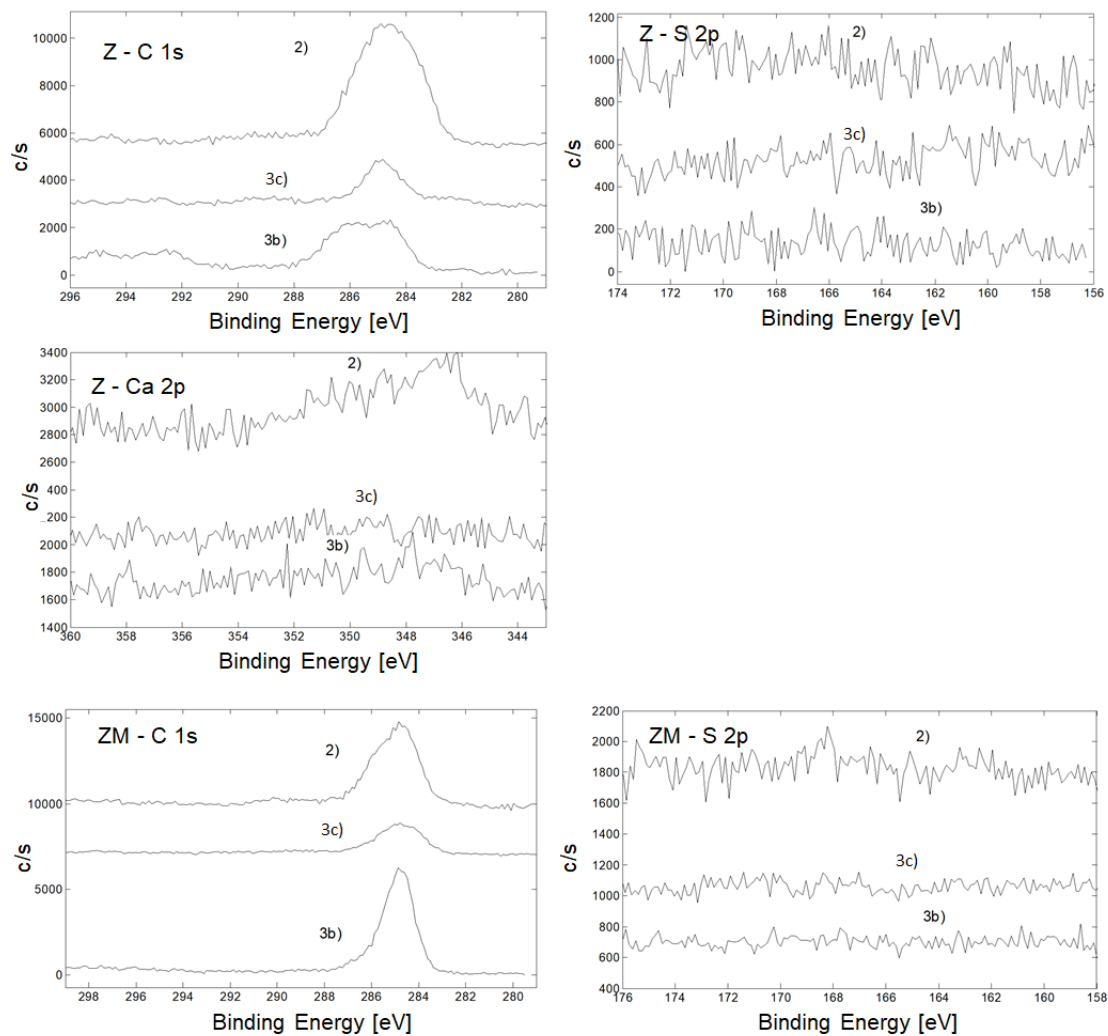 Z - C 1s
2)
3c)
3b)
10000
8000
6000
4000
2000
0
c/s
296 294 292 290 288 286 284 282 280
Binding Energy [eV]
Z - S 2p
2)
3c)
3b)
1200
1000
800
600
400
200
0
c/s
174 172 170 168 166 164 162 160 158 156
Binding Energy [eV]
Z - Ca 2p
2)
3c)
3b)
3400
3200
3000
2800
2600
2400
200
2000
1800
1600
1400
c/s
360 358 356 354 352 350 348 346 344
Binding Energy [eV]
ZM - C 1s
2)
3c)
3b)
15000
10000
5000
0
c/s
298 296 294 292 290 288 286 284 282 280
Binding Energy [eV]
ZM - S 2p
2)
3c)
3b)
2200
2000
1800
1600
1400
1200
1000
800
600
400
c/s
176 174 172 170 168 166 164 162 160 158
Binding Energy [eV]